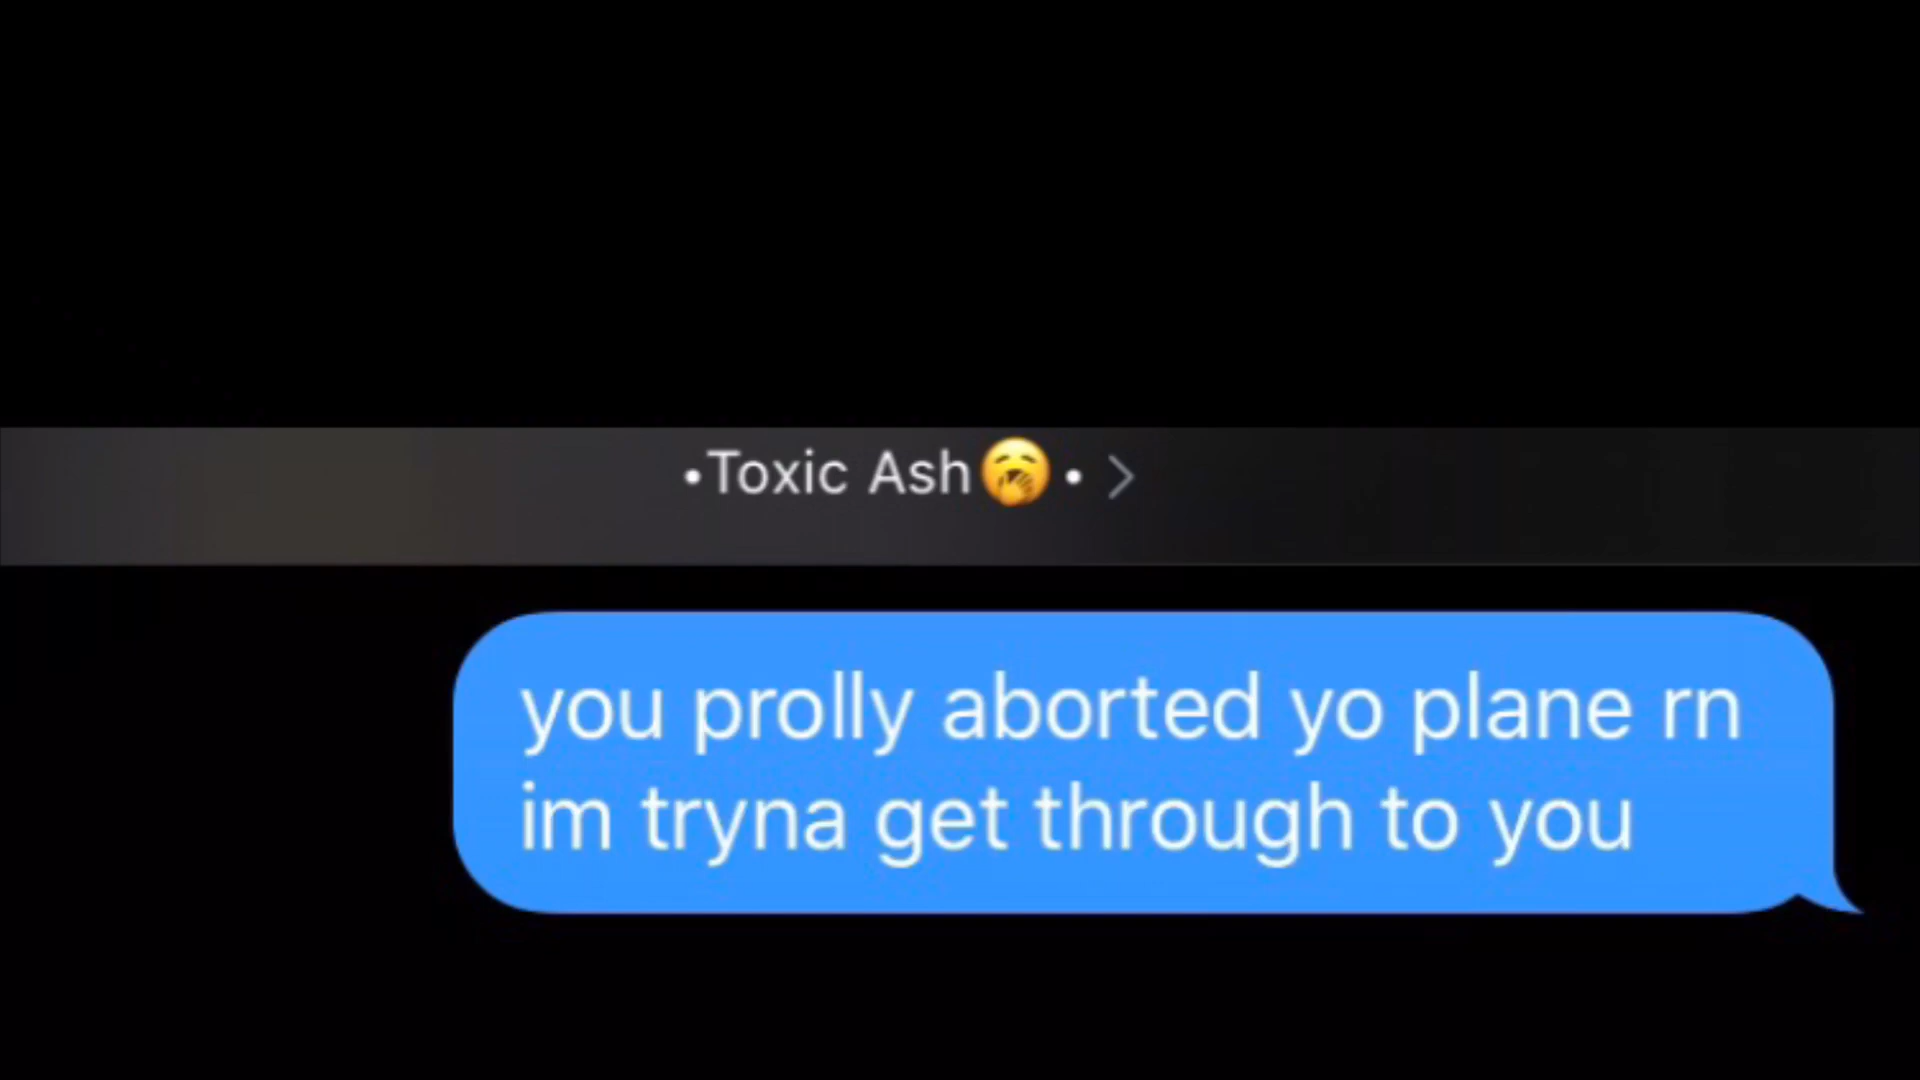 •Toxic Ash🥱• >
you prolly aborted yo plane rn
im tryna get through to you